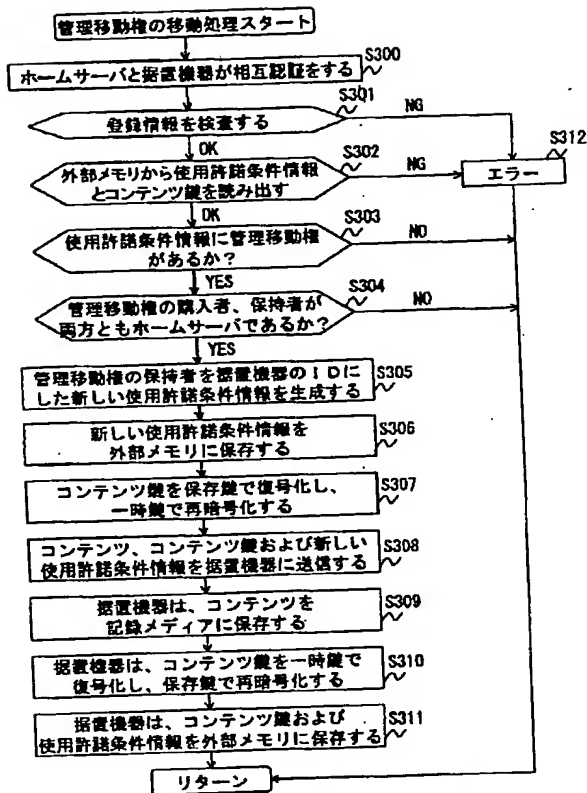 管理移動権の移動処理スタート
ホームサーバと据置機器が相互認証をする
S300
登録情報を検査する
S301
NG
OK
外部メモリから使用許諾条件情報
とコンテンツ鍵を読み出す
S302
NG
エラー
S312
OK
使用許諾条件情報に管理移動権
があるか?
S303
NO
YES
管理移動権の購入者、保持者が
両方ともホームサーバであるか?
S304
NO
YES
管理移動権の保持者を据置機器のIDに
した新しい使用許諾条件情報を生成する
S305
新しい使用許諾条件情報を
外部メモリに保存する
S306
コンテンツ鍵を保存鍵で復号化し、
一時鍵で再暗号化する
S307
コンテンツ、コンテンツ鍵および新しい
使用許諾条件情報を据置機器に送信する
S308
据置機器は、コンテンツを
記録メディアに保存する
S309
据置機器は、コンテンツ鍵を一時鍵で
復号化し、保存鍵で再暗号化する
S310
据置機器は、コンテンツ鍵および
使用許諾条件情報を外部メモリに保存する
S311
リターン